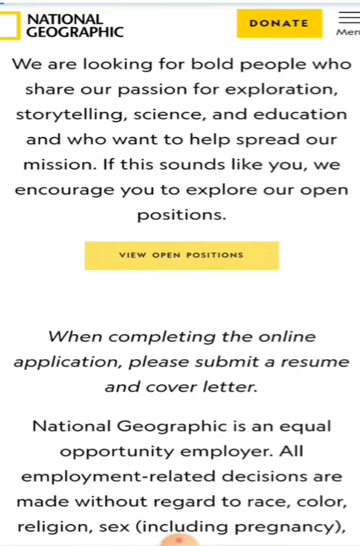 NATIONAL
GEOGRAPHIC
DONATE
We are looking for bold people who
share our passion for exploration,
storytelling, science, and education
and who want to help spread our
mission. If this sounds like you, we
encourage you to explore our open
positions.
VIEW OPEN POSITIONS
When completing the online
application, please submit a resume
and cover letter.
National Geographic is an equal
opportunity employer. All
employment-related decisions are
made without regard to race, color,
religion, sex (including pregnancy),